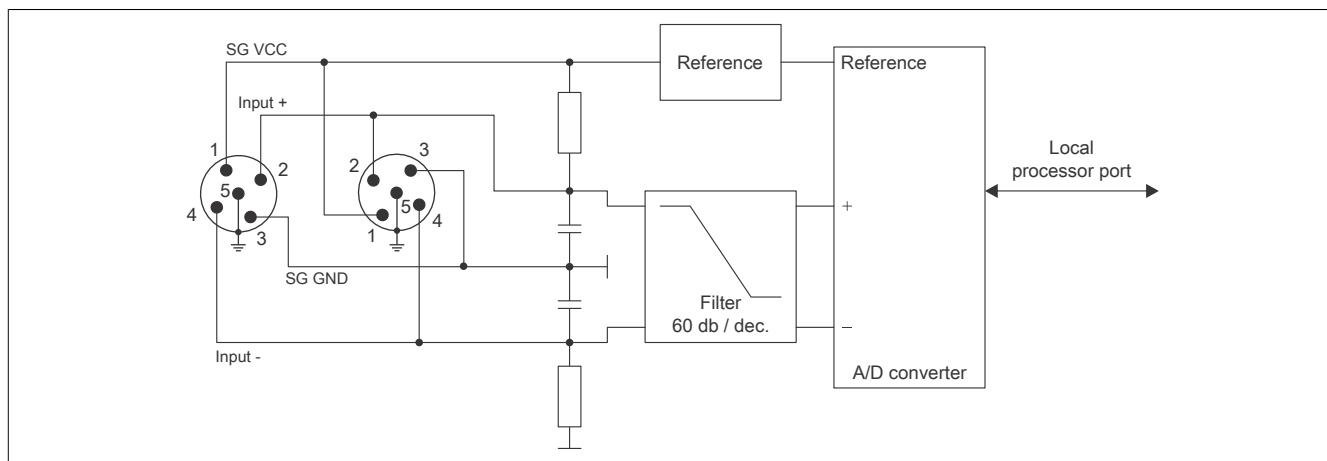 SG VCC
Reference
Reference
Input +
1
2
3
2
5
5
4
4
3
1
Local
processor port
+
SG GND
Filter
60 db / dec.
–
Input -
A/D converter